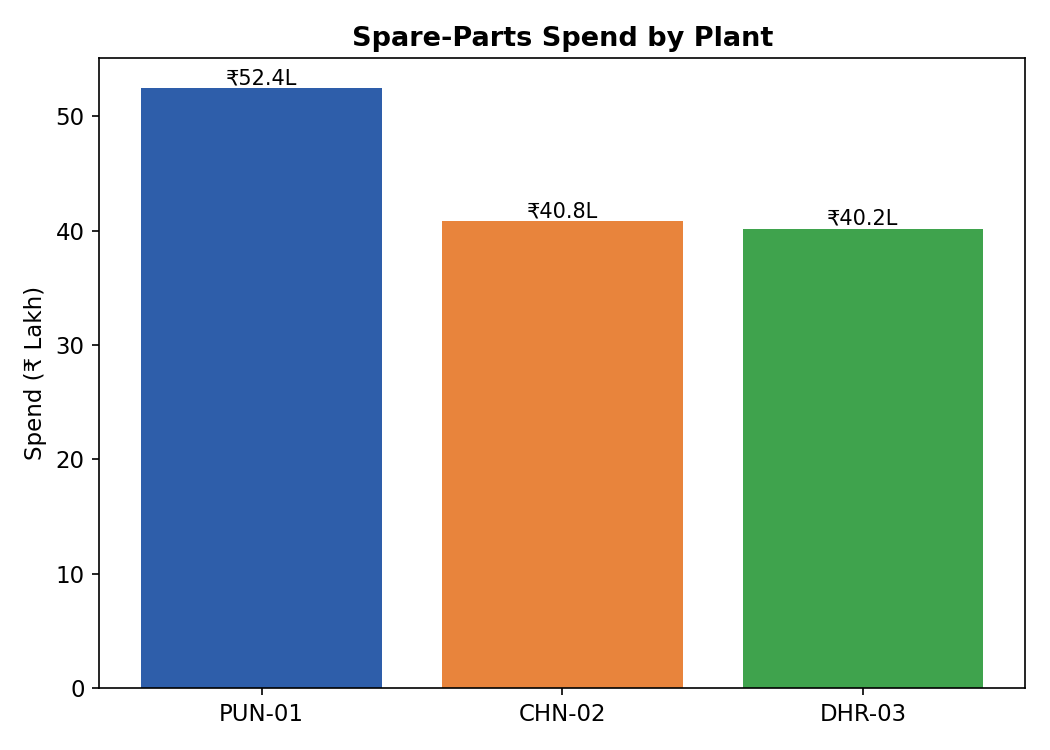 Spare-Parts Spend by Plant
Spend (₹ Lakh)
50
40
30
20
10
0
₹52.4L
₹40.8L
₹40.2L
PUN-01
CHN-02
DHR-03